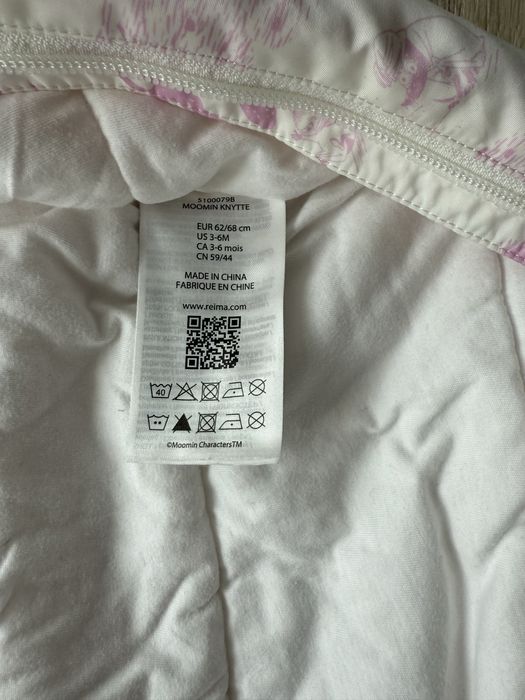 5100079B
MOOMIN KNYTTE
EUR 62/68 cm
US 3-6M
CA 3-6 mois
CN 59/44
MADE IN CHINA
FABRIQUE EN CHINE
www.reima.com
40
©Moomin CharactersTM